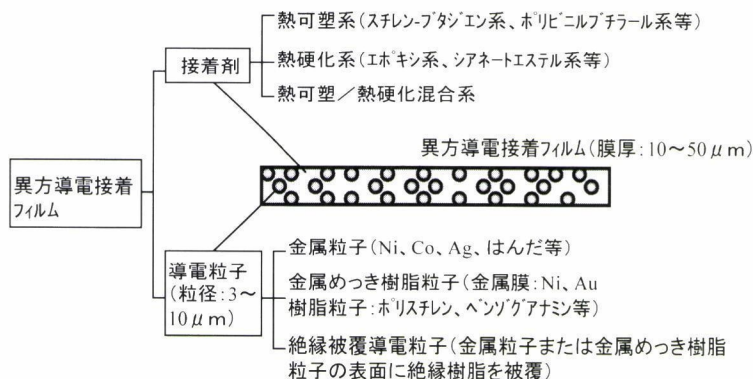 熱可塑系(スチレン-ブタジエン系、ポリビニルブチラール系等)
接着剤
熱硬化系(エポキシ系、シアネートエステル系等)
熱可塑／熱硬化混合系
異方導電接着フィルム(膜厚:10～50μm)
異方導電接着
フィルム
導電粒子
(粒径:3～
10μm)
金属粒子(Ni、Co、Ag、はんだ等)
金属めっき樹脂粒子(金属膜:Ni、Au
樹脂粒子:ポリスチレン、ベンゾグアナミン等)
絶縁被覆導電粒子(金属粒子または金属めっき樹脂
粒子の表面に絶縁樹脂を被覆)